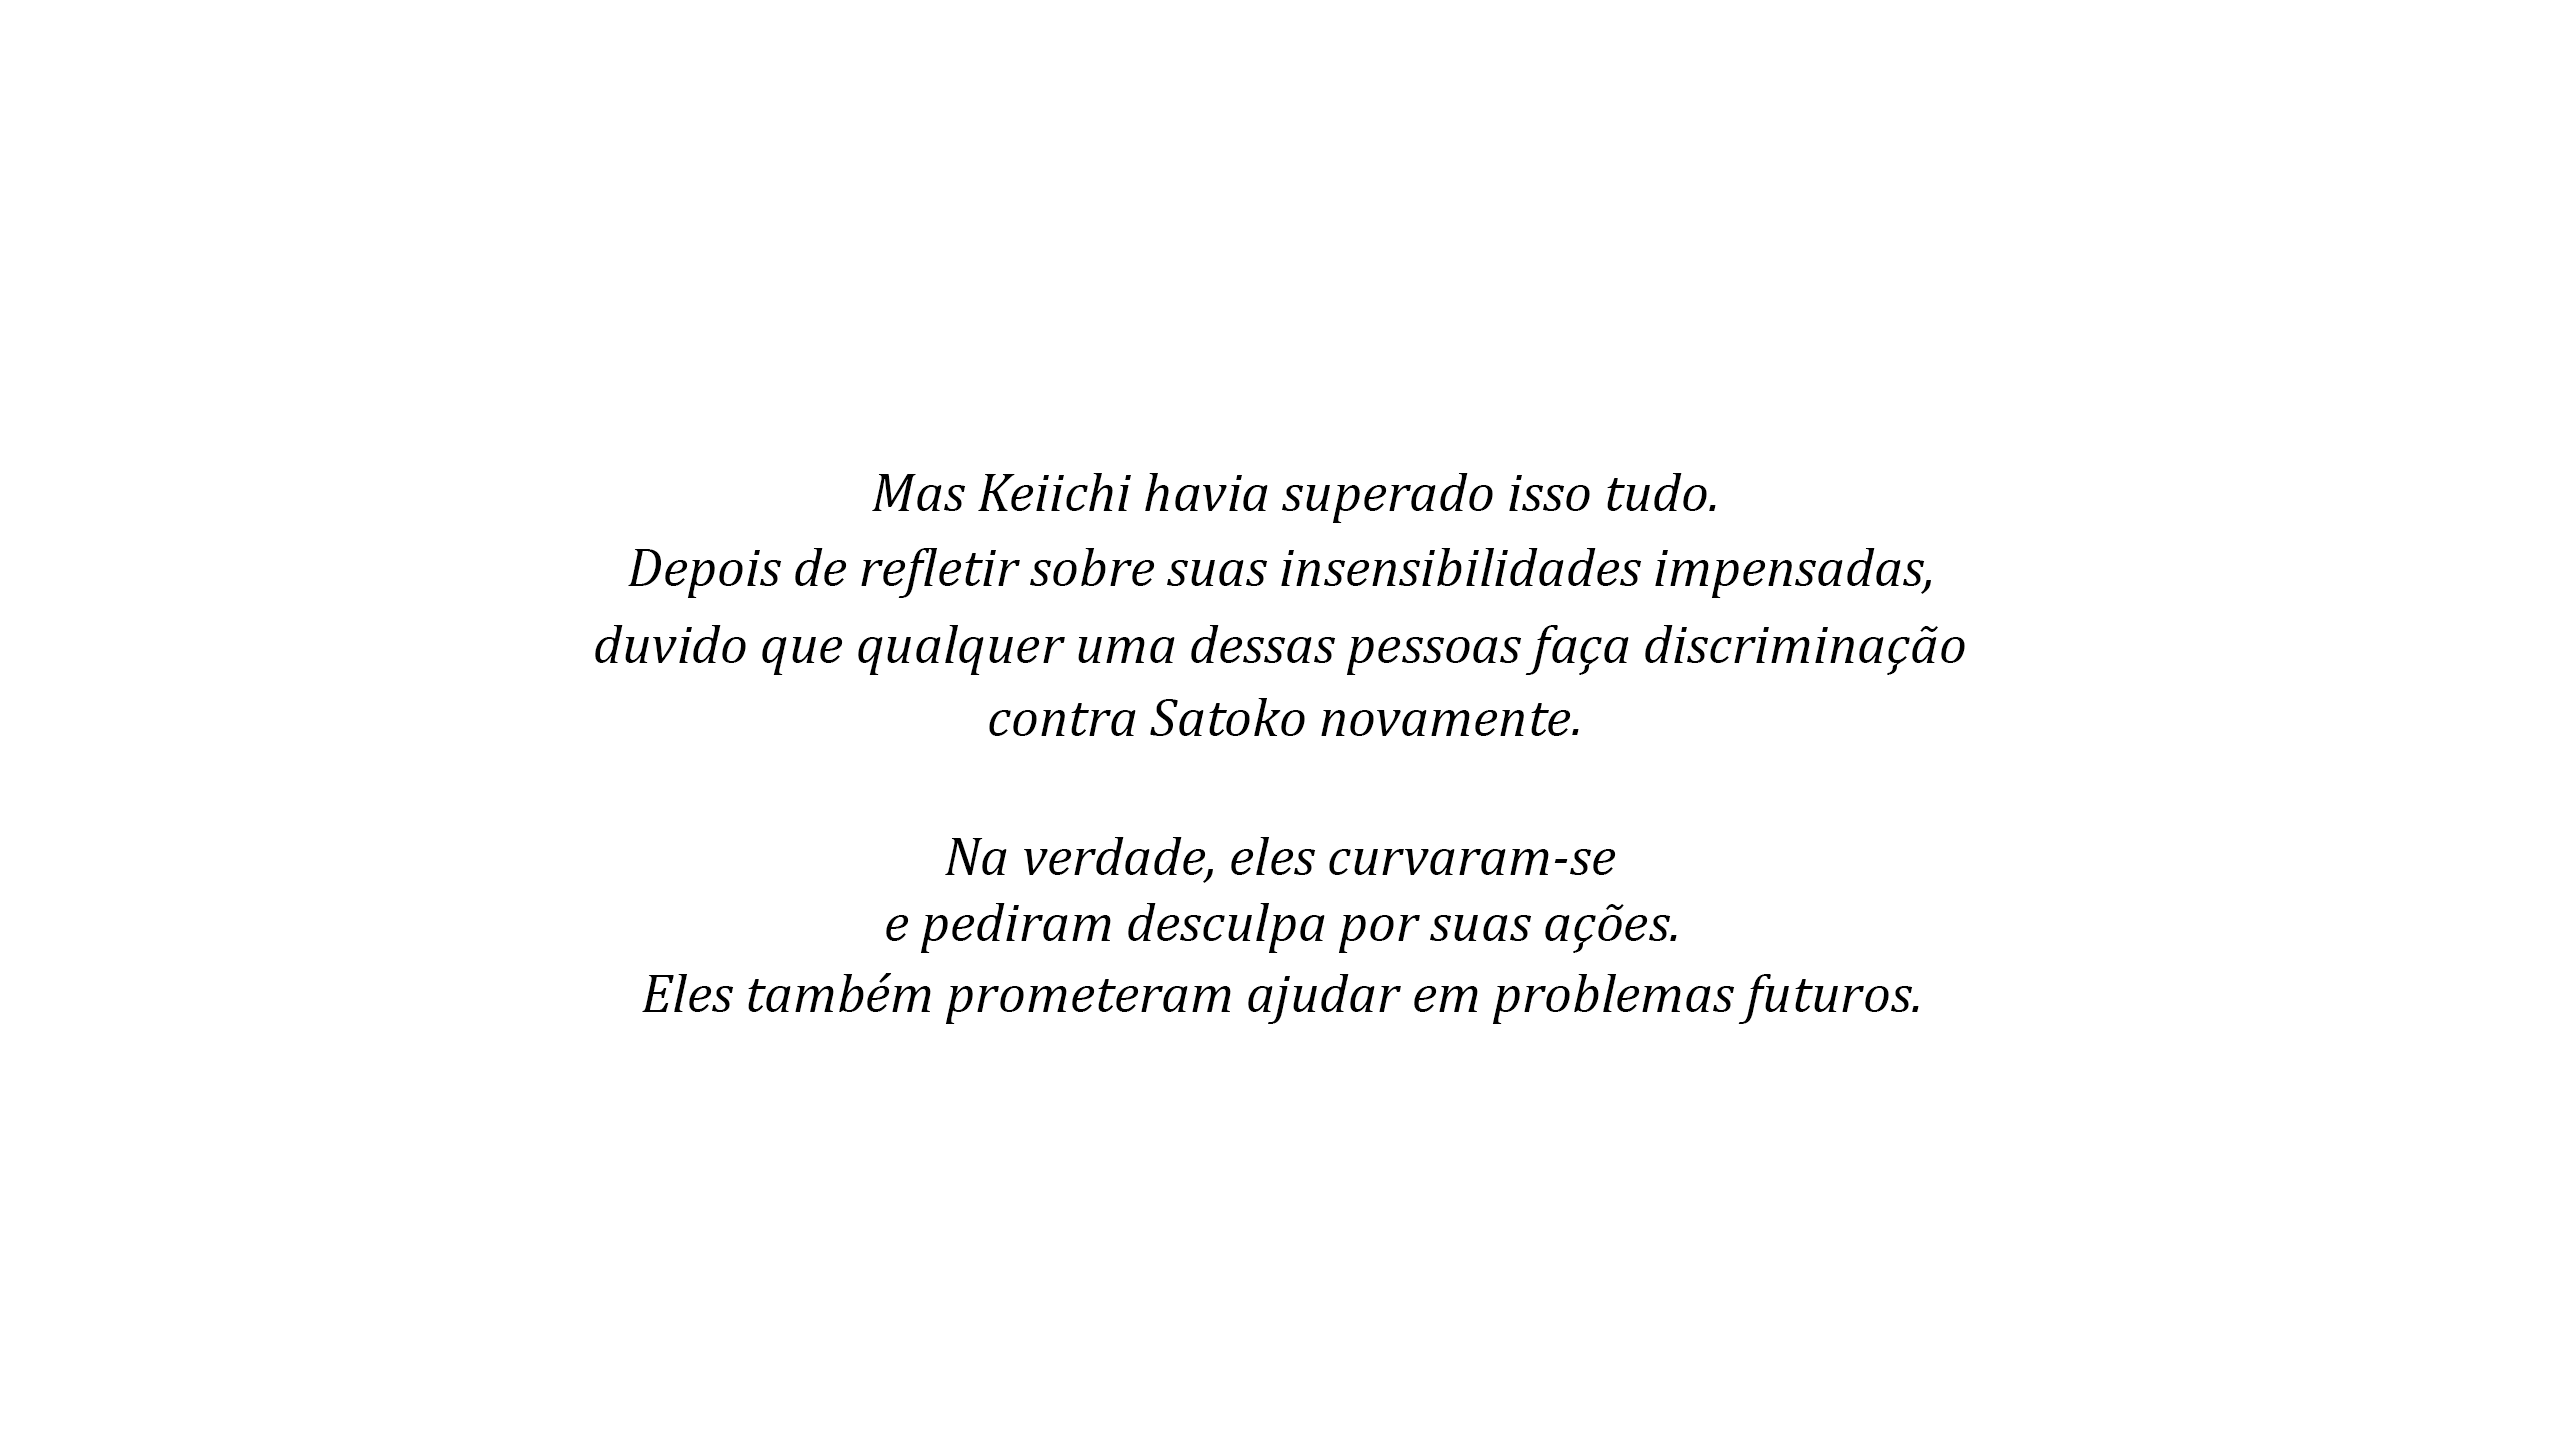 Mas Keiichi havia superado isso tudo.
Depois de refletir sobre suas insensibilidades impensadas,
duvido que qualquer uma dessas pessoas faça discriminação
contra Satoko novamente.
Na verdade, eles curvaram-se
e pediram desculpa por suas ações.
Eles também prometeram ajudar em problemas futuros.